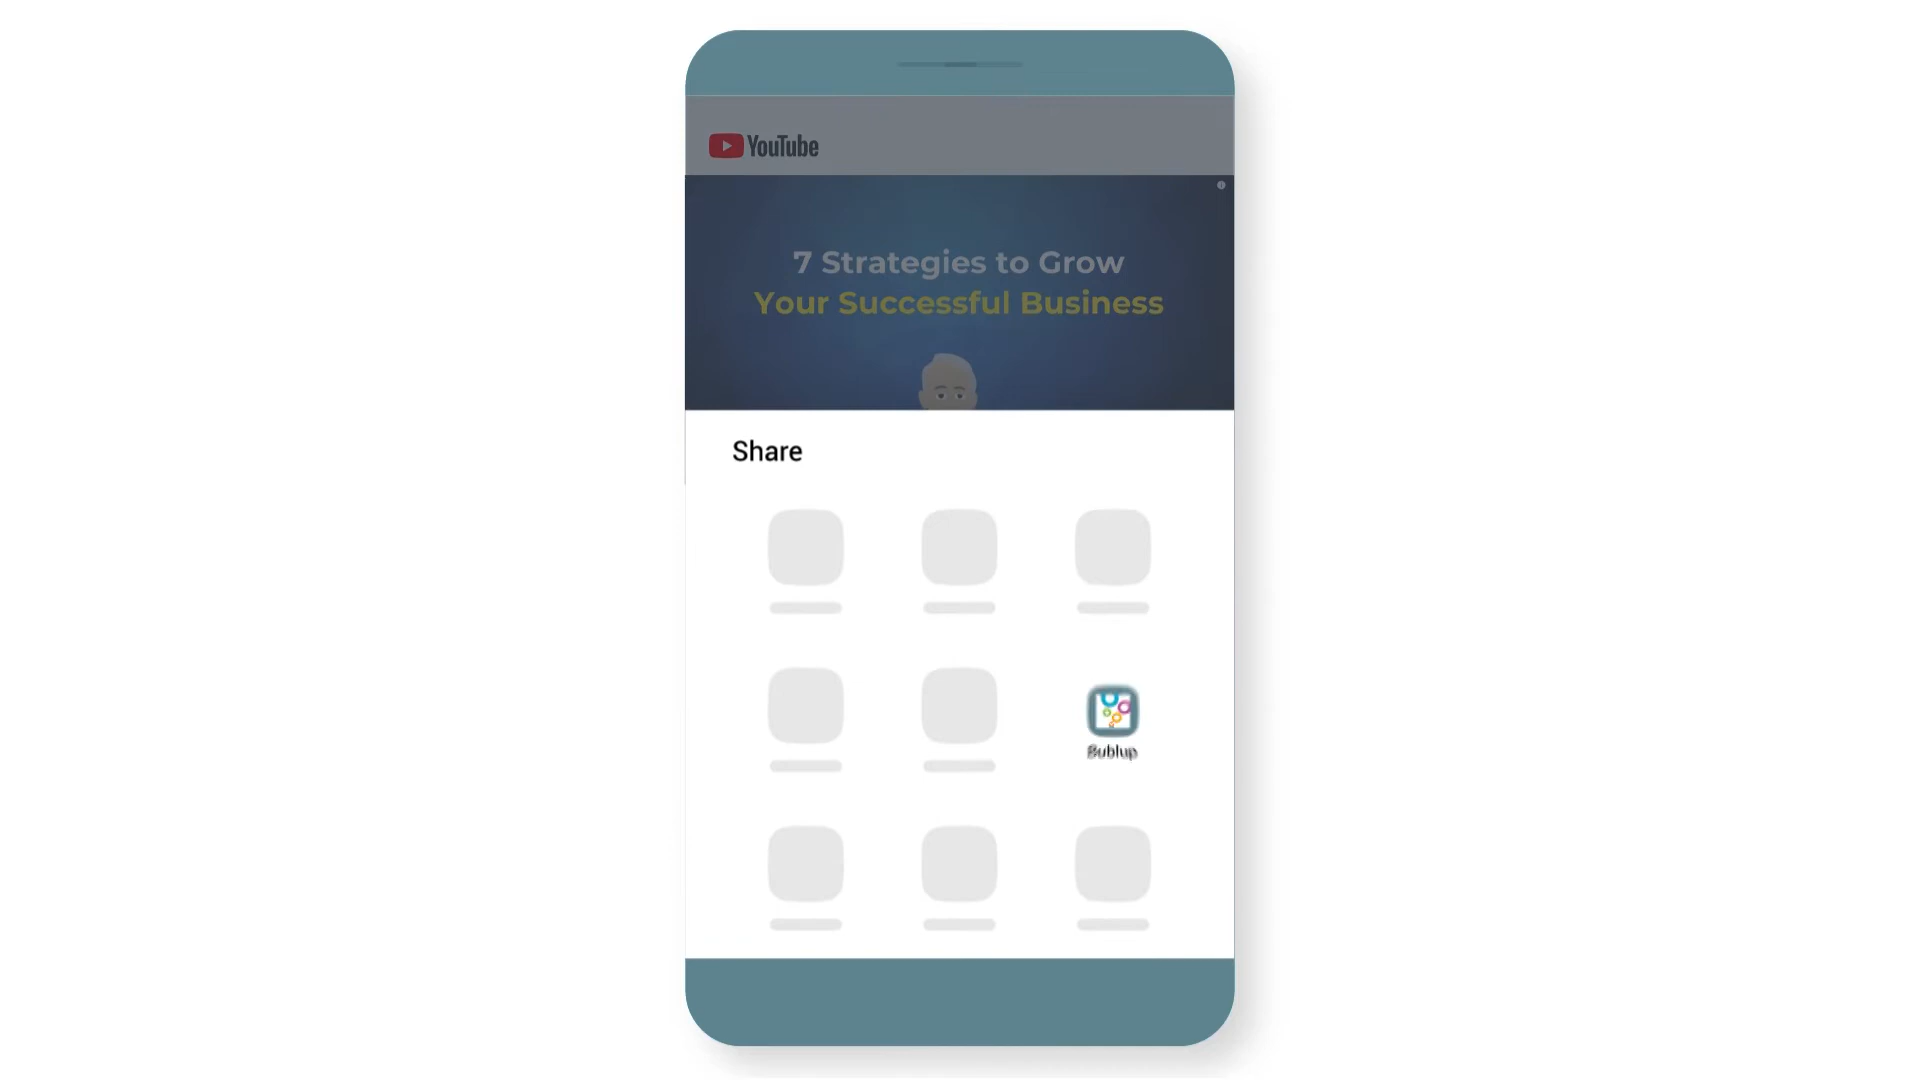 YouTube
7 Strategies to Grow
Your Successful Business
Share
Bublup